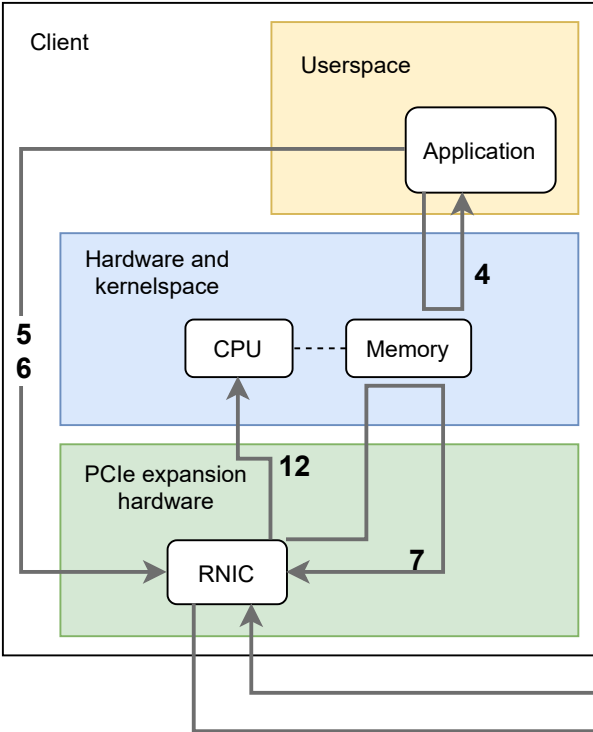 Client
Userspace
Application
Hardware and
kernelspace
4
5
6
CPU
Memory
PCIe expansion
hardware
12
7
RNIC